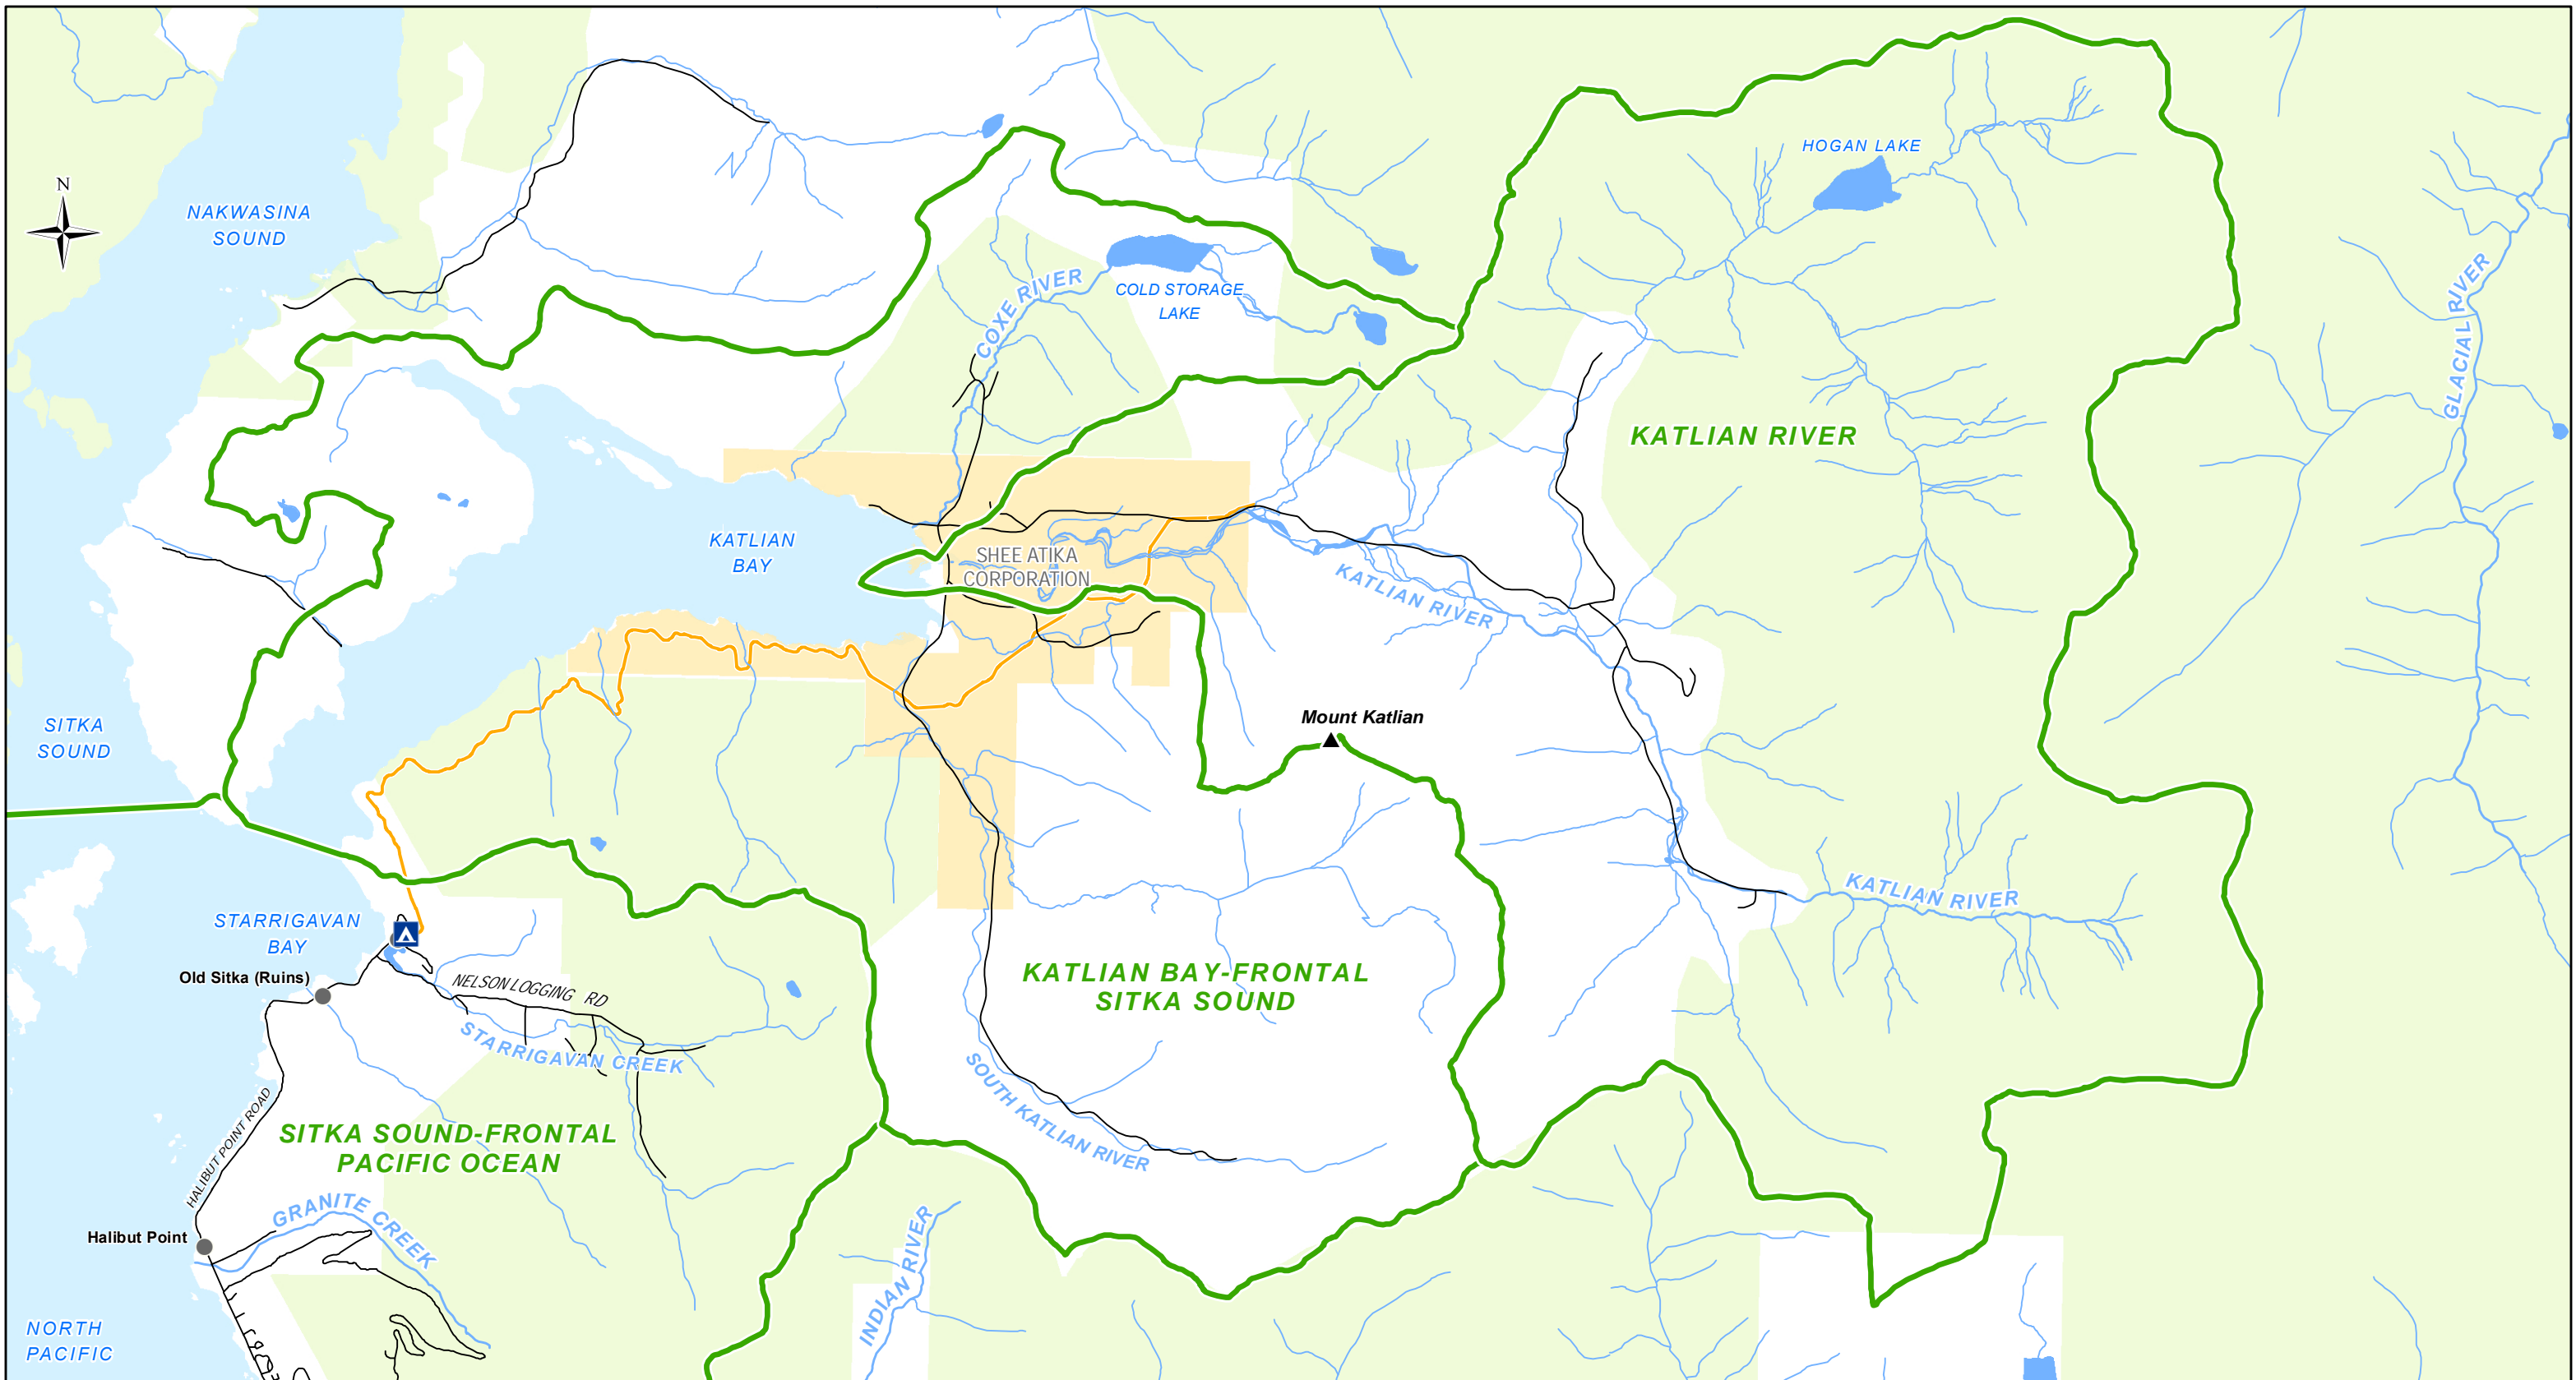 HOGAN LAKE
N
NAKWASINA
SOUND
COXE RIVER
COLD STORAGE
LAKE
GLACIAL RIVER
KATLIAN RIVER
KATLIAN
BAY
SHEE ATIKA
CORPORATION
KATLIAN RIVER
Mount Katlian
SITKA
SOUND
KATLIAN RIVER
STARRIGAVAN
BAY
Old Sitka (Ruins)
NELSON LOGGING RD
KATLIAN BAY-FRONTAL
SITKA SOUND
STARRIGAVAN CREEK
SOUTH KATLIAN RIVER
HALIBUT POINT ROAD
SITKA SOUND-FRONTAL
PACIFIC OCEAN
GRANITE CREEK
Halibut Point
INDIAN RIVER
NORTH
PACIFIC